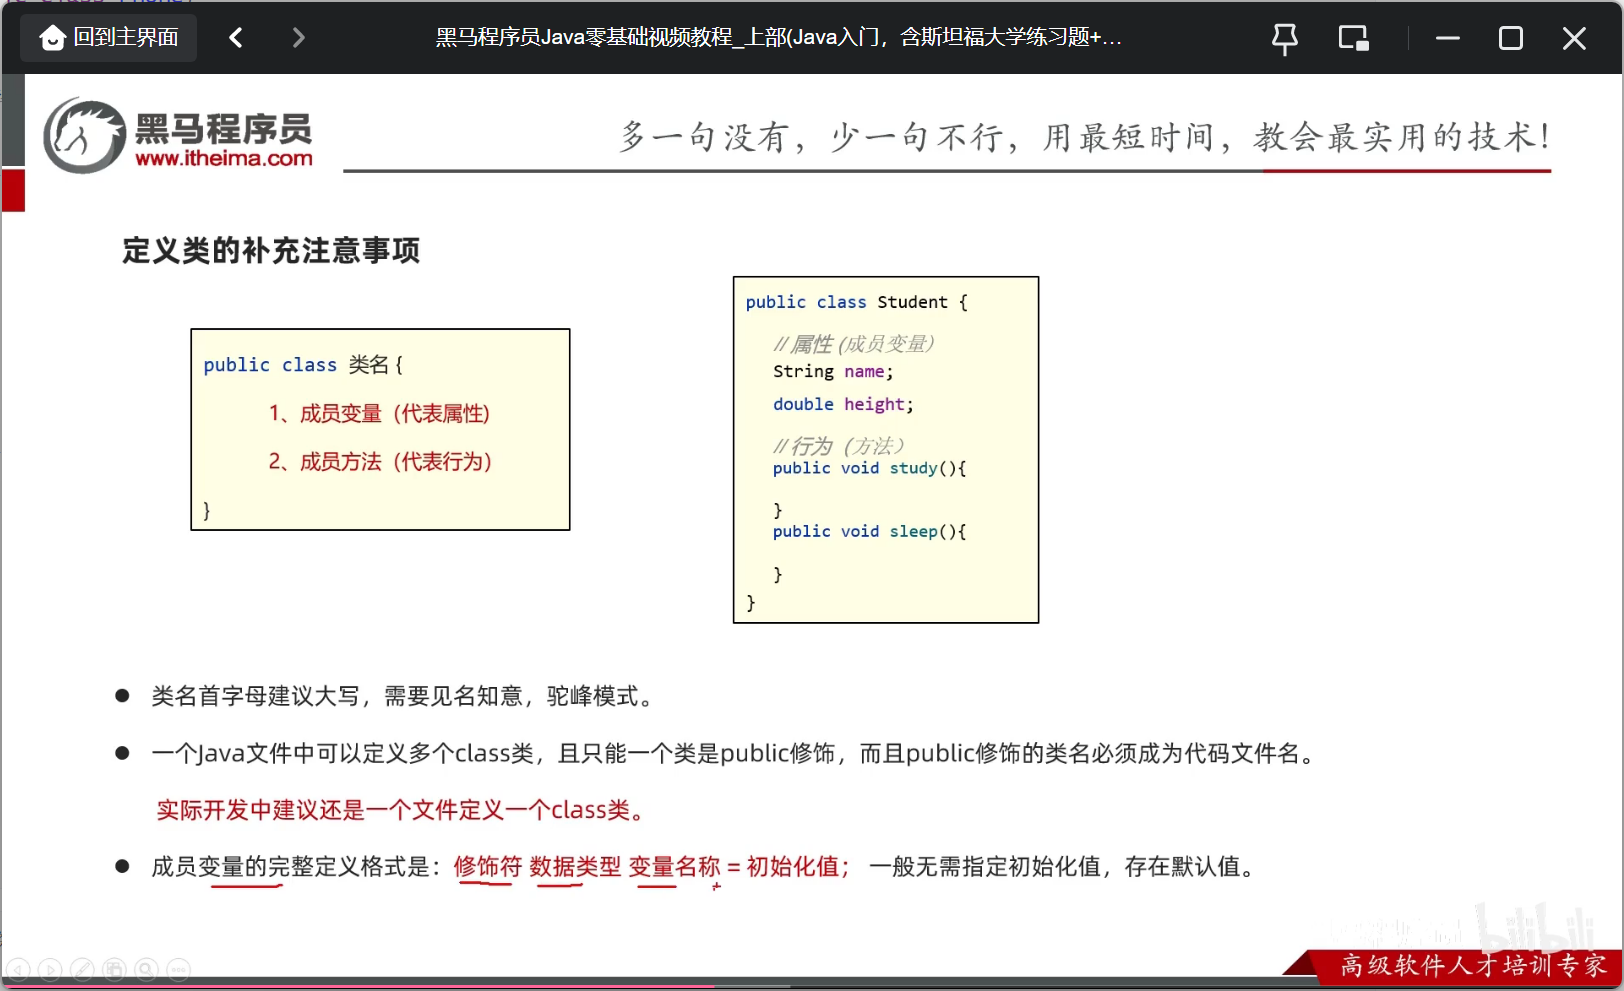 回到主界面
黑马程序员Java零基础视频教程_上部(Java入门，含斯坦福大学练习题+...
黑马程序员
www.itheima.com
多一句没有，少一句不行，用最短时间，教会最实用的技术！
定义类的补充注意事项
public class 类名 {
1、成员变量（代表属性)
2、成员方法（代表行为）
}
public class Student {
//属性 (成员变量）
String name;
double height;
//行为（方法）
public void study(){
}
public void sleep(){
}
}
类名首字母建议大写，需要见名知意，驼峰模式。
一个Java文件中可以定义多个class类，且只能一个类是public修饰，而且public修饰的类名必须成为代码文件名。
实际开发中建议还是一个文件定义一个class类。
成员变量的完整定义格式是：修饰符 数据类型 变量名称 = 初始化值； 一般无需指定初始化值，存在默认值。
bilibili
高级软件人才培训专家